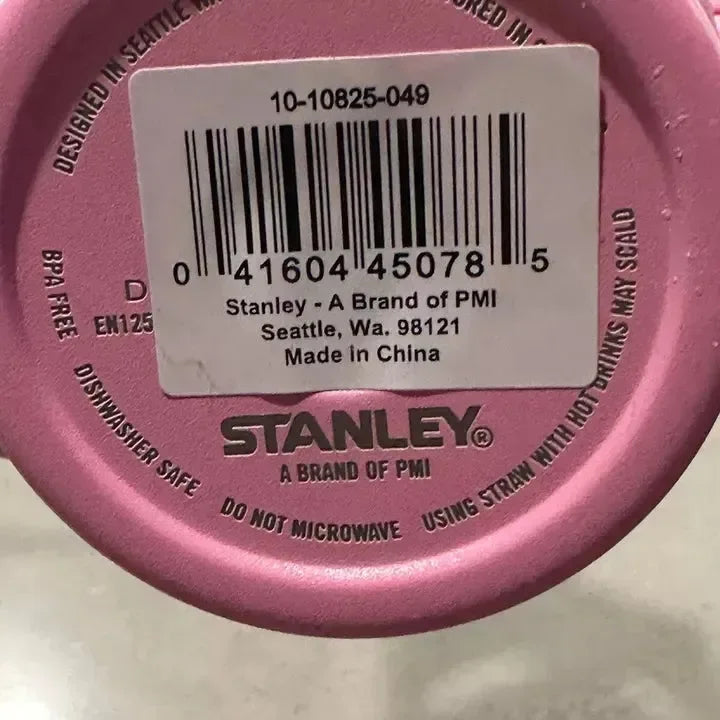 DESIGNED IN SEATTLE
IN
10-10825-049
0 41604 45078 5
Stanley - A Brand of PMI
Seattle, Wa. 98121
Made in China
D
EN125
BPA FREE
DISHWASHER SAFE
DO NOT MICROWAVE
USING STRAW WITH HOT DRINKS MAY SCALD
STANLEY®
A BRAND OF PMI